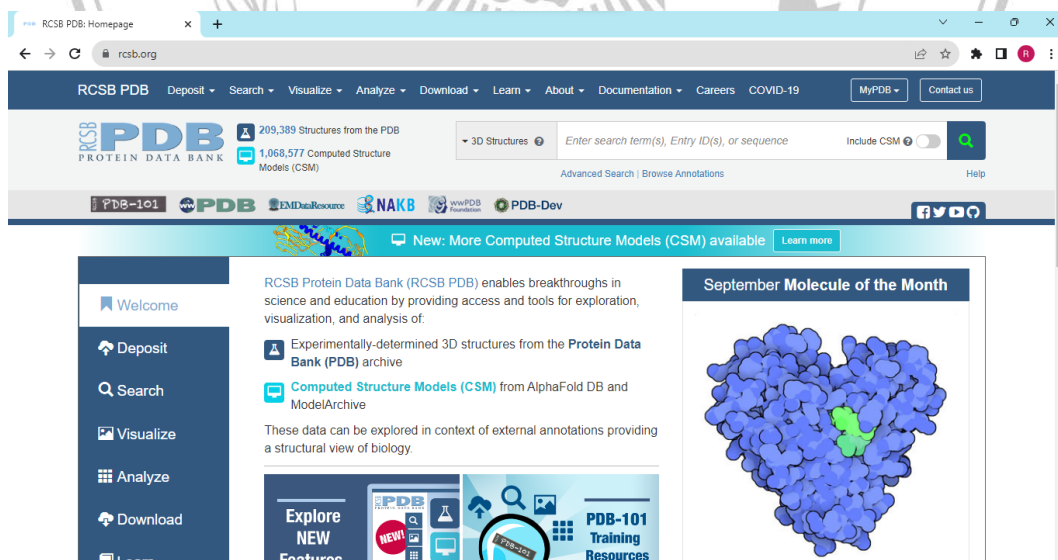 RCSB PDB: Homepage
rcsb.org
R
RCSB PDB Deposit Search Visualize Analyze Download Learn About Documentation Careers COVID-19 MyPDB Contact us
RCSB PDB
PROTEIN DATA BANK
209,389 Structures from the PDB
1,068,577 Computed Structure
Models (CSM)
3D Structures
Enter search term(s), Entry ID(s), or sequence
Include CSM
Advanced Search | Browse Annotations
Help
PDB-101 wwPDB EMDataResource NAKB wwPDB Foundation PDB-Dev
New: More Computed Structure Models (CSM) available Learn more
Welcome
Deposit
Search
Visualize
Analyze
Download
Learn
RCSB Protein Data Bank (RCSB PDB) enables breakthroughs in
science and education by providing access and tools for exploration,
visualization, and analysis of:
Experimentally-determined 3D structures from the Protein Data
Bank (PDB) archive
Computed Structure Models (CSM) from AlphaFold DB and
ModelArchive
These data can be explored in context of external annotations providing
a structural view of biology.
Explore
NEW
Features
PDB
NEW!
PDB-101
PDB-101
Training
Resources
September Molecule of the Month